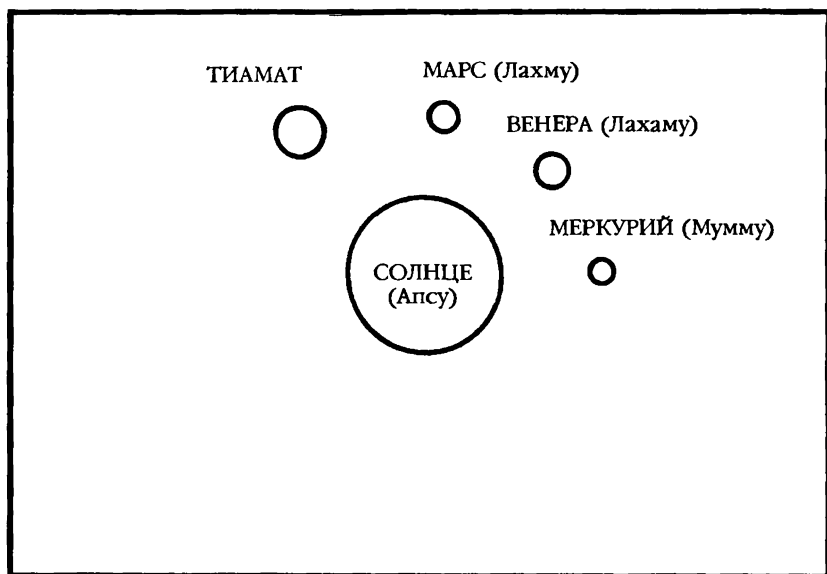 ТИАМАТ
МАРС (Лахму)
ВЕНЕРА (Лахаму)
МЕРКУРИЙ (Мумму)
СОЛНЦЕ
(Апсу)